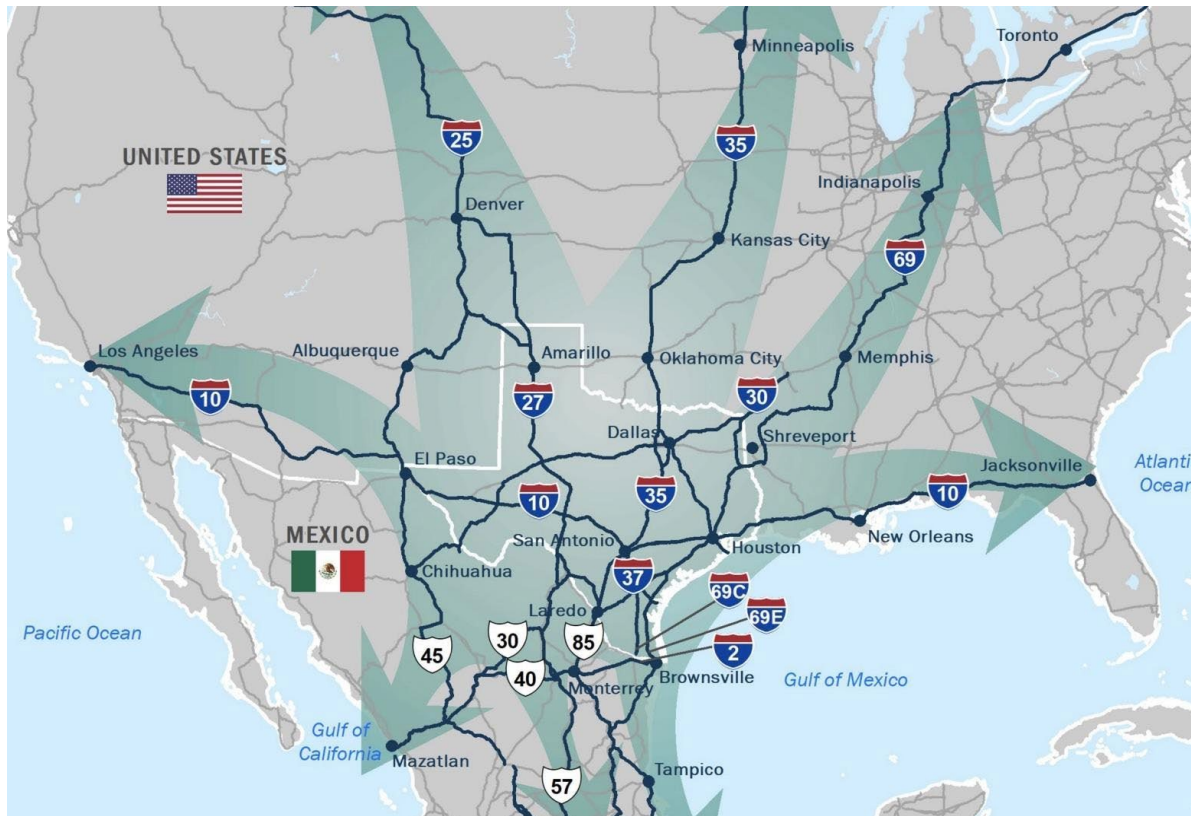 Toronto
Minneapolis
25
35
UNITED STATES
Indianapolis
Denver
Kansas City
69
Los Angeles
Albuquerque
Amarillo
Oklahoma City
Memphis
10
27
30
Dallas
Shreveport
El Paso
Jacksonville
Atlanti
Ocean
10
35
10
MEXICO
San Antonio
Houston
New Orleans
Chihuahua
37
69C
Laredo
69E
Pacific Ocean
45
30
85
2
40
Monterrey
Brownsville
Gulf of Mexico
Gulf of
California
Mazatlan
Tampico
57